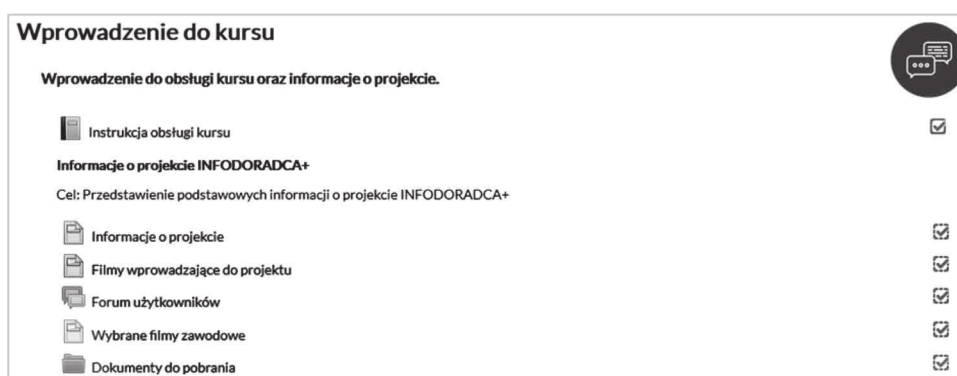 Wprowadzenie do kursu
Wprowadzenie do obsługi kursu oraz informacje o projekcie.
Instrukcja obsługi kursu
Informacje o projekcie INFODORADCA+
Cel: Przedstawienie podstawowych informacji o projekcie INFODORADCA+
Informacje o projekcie
Filmy wprowadzające do projektu
Forum użytkowników
Wybrane filmy zawodowe
Dokumenty do pobrania